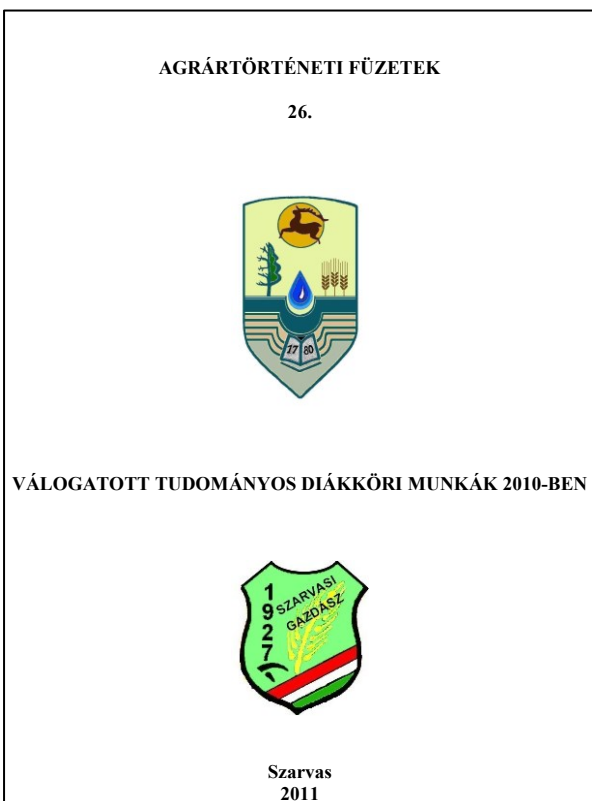 AGRÁRTÖRTÉNETI FÜZETEK
26.
17 80
VÁLOGATOTT TUDOMÁNYOS DIÁKKÖRI MUNKÁK 2010-BEN
1927
SZARVASI
GAZDÁSZ
Szarvas
2011